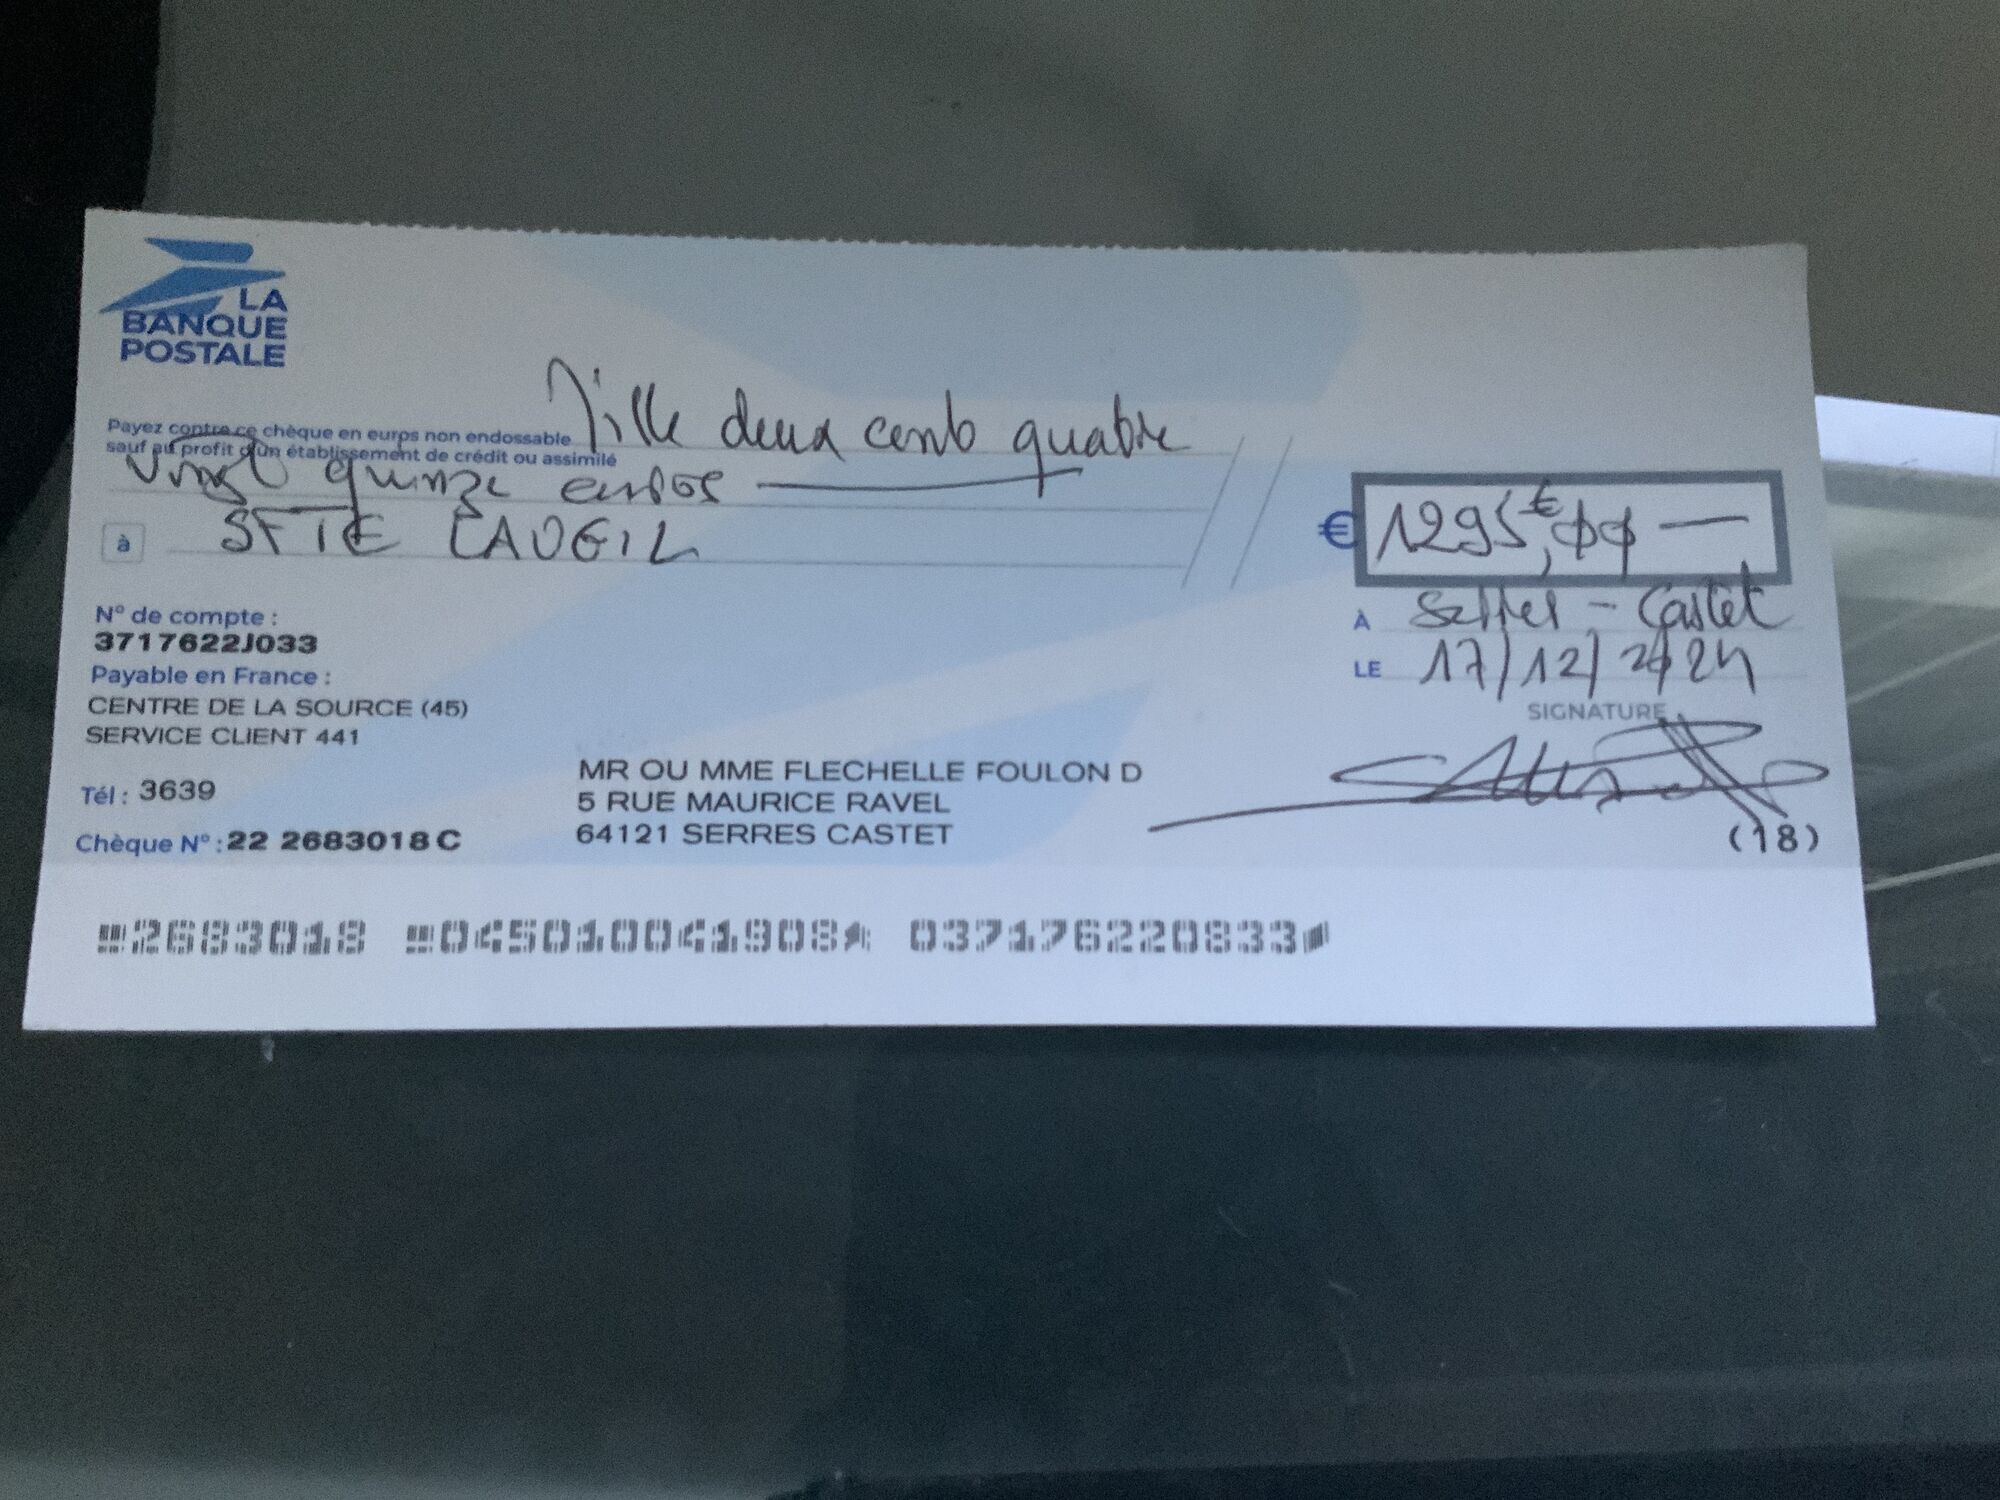 LA
BANQUE
POSTALE
Payez contre ce chèque en euros non endossable
sauf au profit d'un établissement de crédit ou assimilé
Mille deux cents quatre
vingt quinze euros
€ 1295€,00
à STTE LAUGIL
À Serres-Castet
LE 17/12/2024
N° de compte :
3717622J033
Payable en France :
CENTRE DE LA SOURCE (45)
SERVICE CLIENT 441
SIGNATURE
Tél : 3639
Chèque N° : 22 2683018 C
MR OU MME FLECHELLE FOULON D
5 RUE MAURICE RAVEL
64121 SERRES CASTET
(18)
2683018 045010041908 037176220833